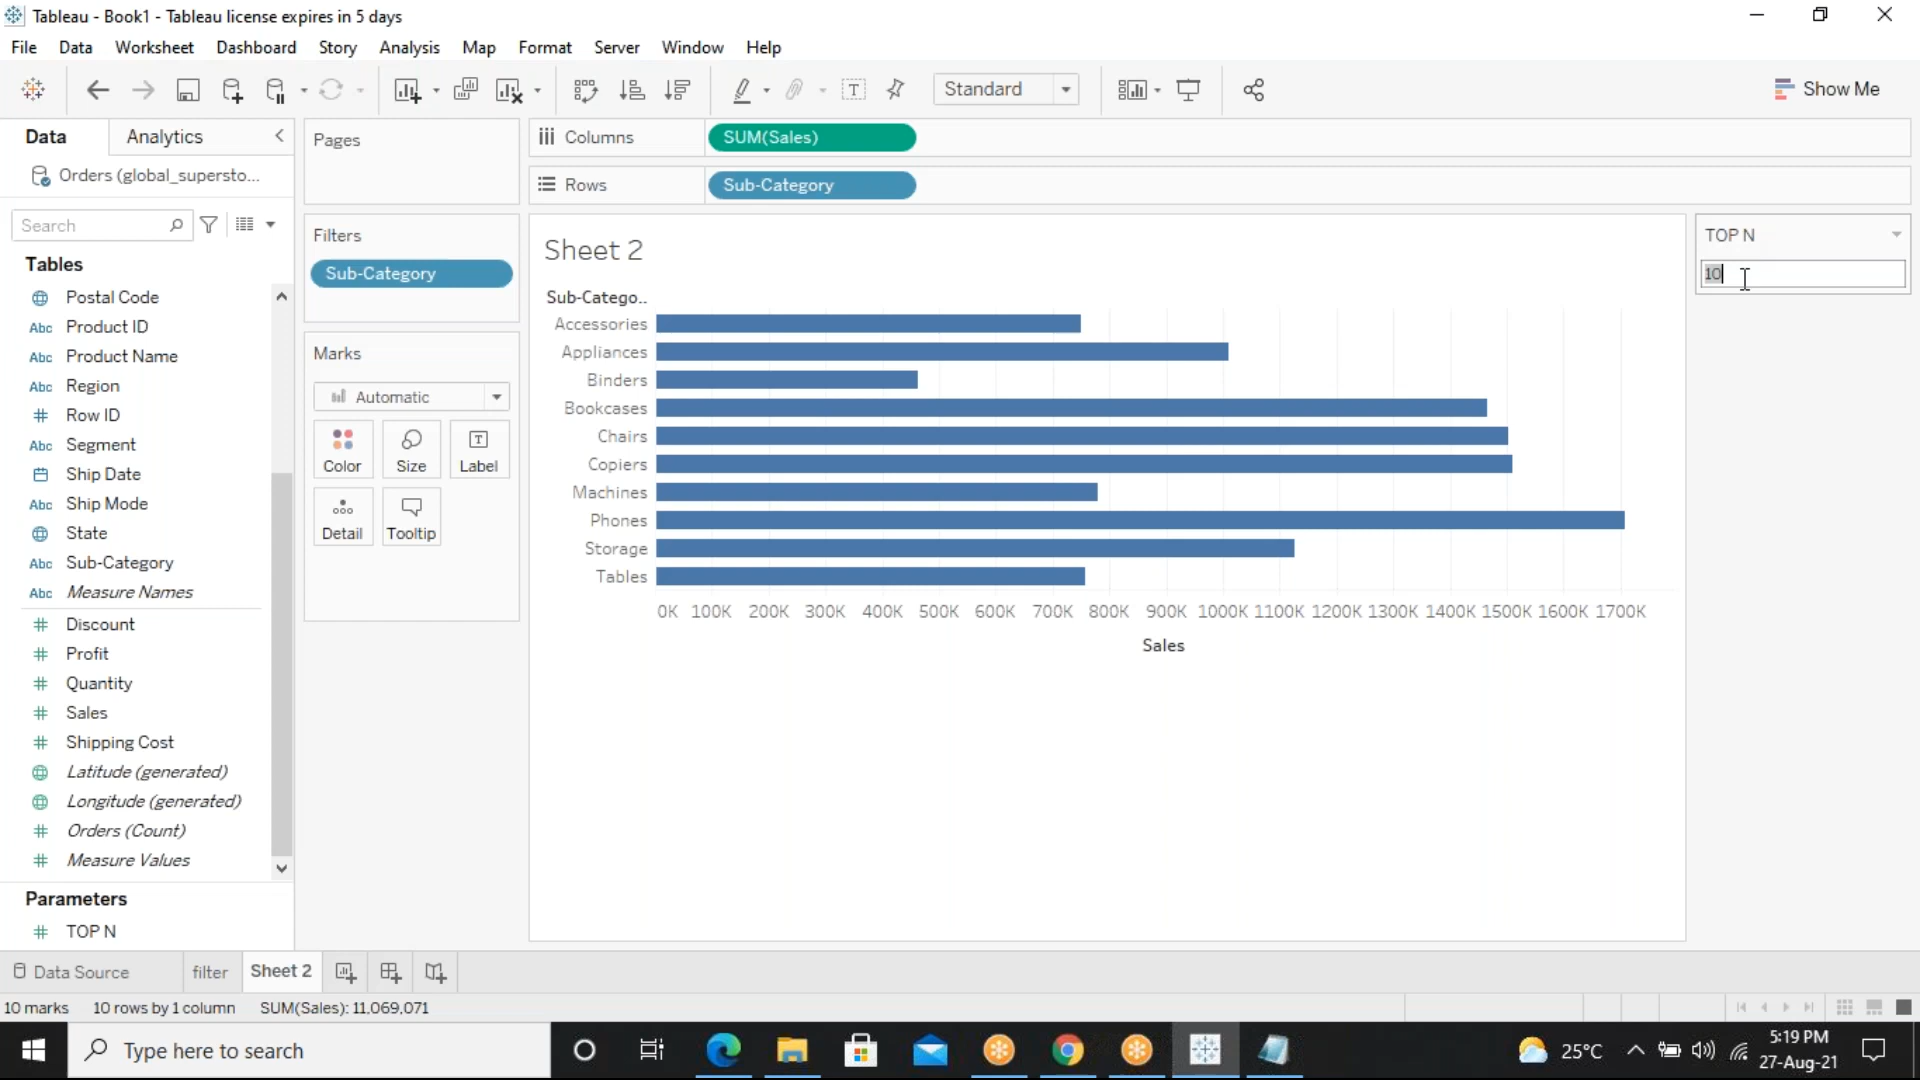 Tableau - Book1 - Tableau license expires in 5 days
File Data Worksheet Dashboard Story Analysis Map Format Server Window Help
Standard
Show Me
Data Analytics
Orders (global_supersto...
Search
Tables
Postal Code
Abc Product ID
Abc Product Name
Abc Region
# Row ID
Abc Segment
Ship Date
Abc Ship Mode
State
Abc Sub-Category
Abc Measure Names
# Discount
# Profit
# Quantity
# Sales
# Shipping Cost
Latitude (generated)
Longitude (generated)
# Orders (Count)
# Measure Values
Parameters
# TOP N
Pages
Filters
Sub-Category
Marks
Automatic
Color Size Label
Detail Tooltip
Columns SUM(Sales)
Rows Sub-Category
Sheet 2
Sub-Catego..
Accessories
Appliances
Binders
Bookcases
Chairs
Copiers
Machines
Phones
Storage
Tables
0K 100K 200K 300K 400K 500K 600K 700K 800K 900K 1000K 1100K 1200K 1300K 1400K 1500K 1600K 1700K
Sales
TOP N
10
Data Source filter Sheet 2
10 marks 10 rows by 1 column SUM(Sales): 11,069,071
Type here to search
25°C
5:19 PM
27-Aug-21